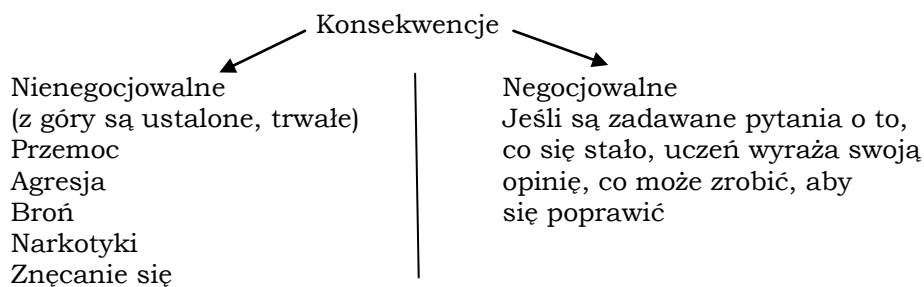 Konsekwencje
Nienegocjowalne
(z góry są ustalone, trwałe)
Przemoc
Agresja
Broń
Narkotyki
Znęcanie się
Negocjowalne
Jeśli są zadawane pytania o to,
co się stało, uczeń wyraża swoją
opinię, co może zrobić, aby
się poprawić